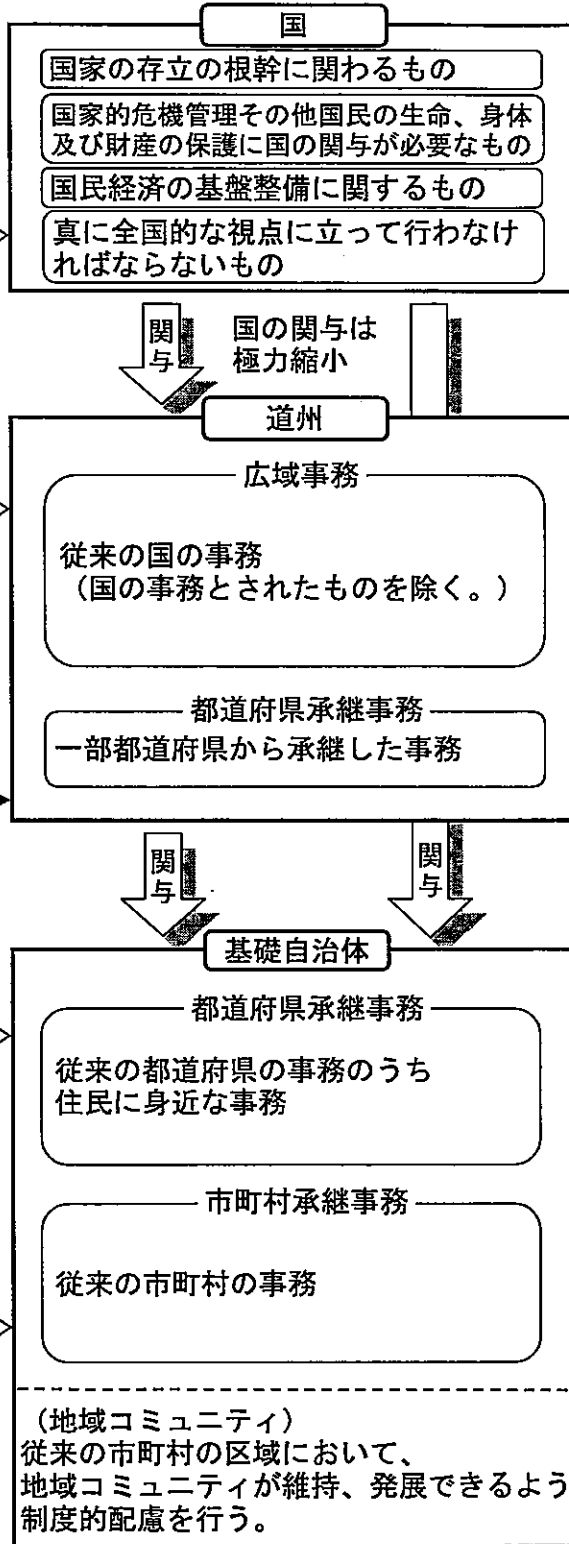 国
国家の存立の根幹に関わるもの
国家的危機管理その他国民の生命、身体
及び財産の保護に国の関与が必要なもの
国民経済の基盤整備に関するもの
真に全国的な視点に立って行わなけ
ればならないもの
関与
国の関与は
極力縮小
道州
広域事務
従来の国の事務
（国の事務とされたものを除く。）
都道府県承継事務
一部都道府県から承継した事務
関与
関与
基礎自治体
都道府県承継事務
従来の都道府県の事務のうち
住民に身近な事務
市町村承継事務
従来の市町村の事務
（地域コミュニティ）
従来の市町村の区域において、
地域コミュニティが維持、発展できるよう
制度的配慮を行う。